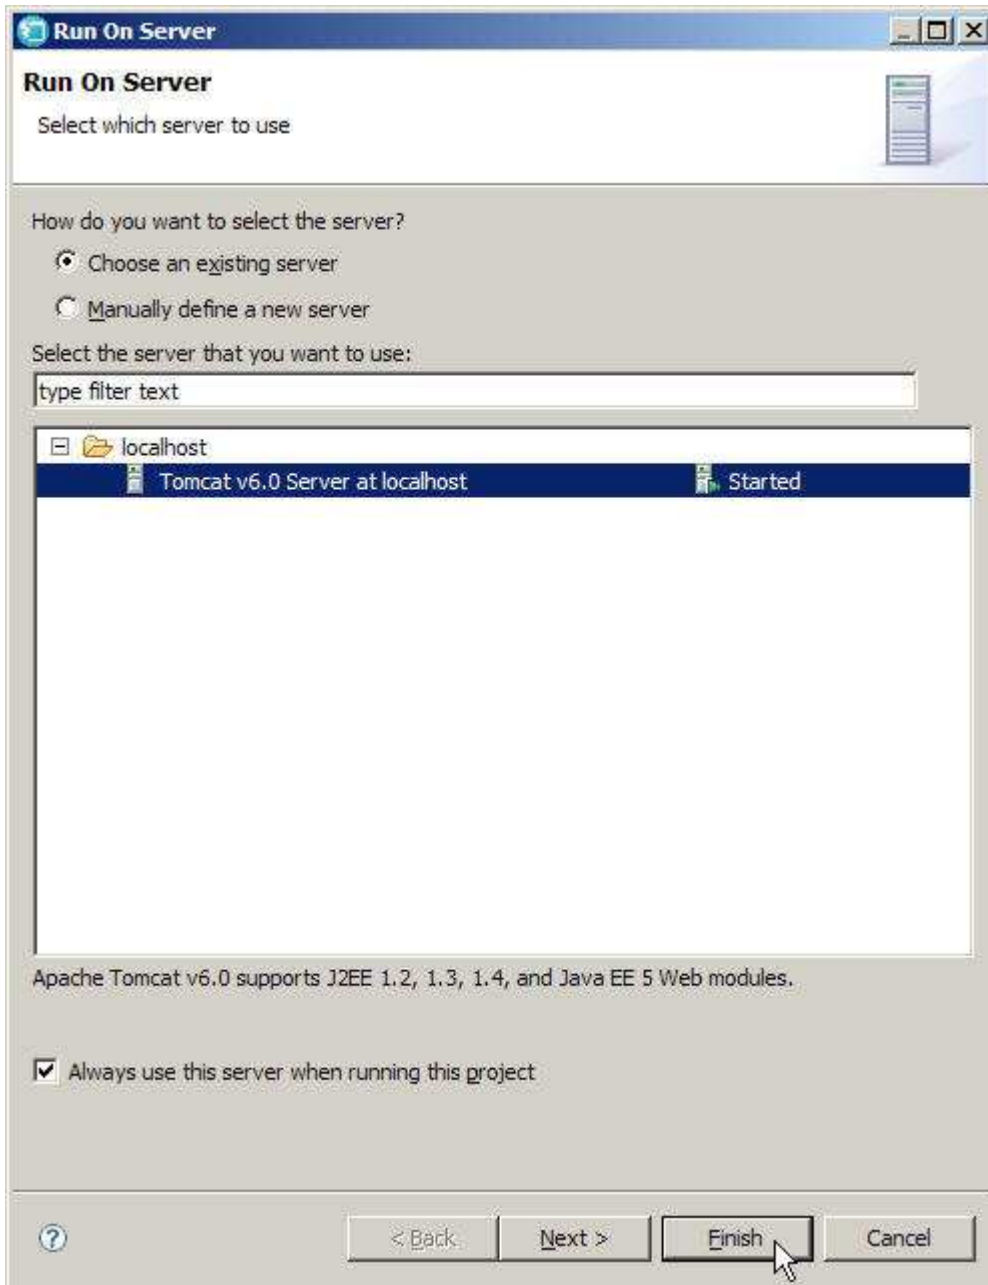 Run On Server
Run On Server
Select which server to use
How do you want to select the server?
Choose an existing server
Manually define a new server
Select the server that you want to use:
type filter text
localhost
Tomcat v6.0 Server at localhost Started
Apache Tomcat v6.0 supports J2EE 1.2, 1.3, 1.4, and Java EE 5 Web modules.
Always use this server when running this project
? < Back Next > Finish Cancel